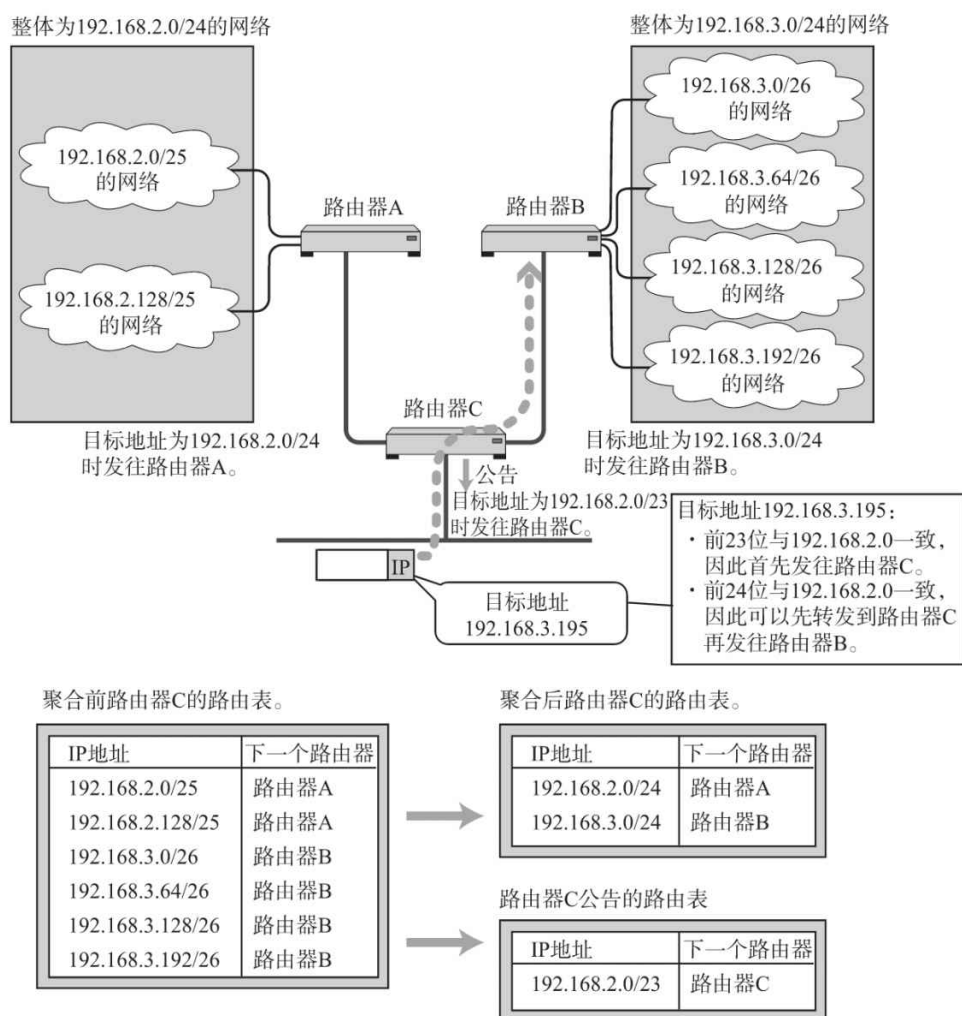 整体为192.168.2.0/24的网络
192.168.2.0/25
的网络
192.168.2.128/25
的网络
目标地址为192.168.2.0/24
时发往路由器A。
路由器A
整体为192.168.3.0/24的网络
192.168.3.0/26
的网络
192.168.3.64/26
的网络
192.168.3.128/26
的网络
192.168.3.192/26
的网络
路由器B
目标地址为192.168.3.0/24
时发往路由器B。
路由器C
公告
目标地址为192.168.2.0/23
时发往路由器C。
IP
目标地址
192.168.3.195
目标地址192.168.3.195：
·前23位与192.168.2.0一致，
因此首先发往路由器C。
·前24位与192.168.2.0一致，
因此可以先转发到路由器C
再发往路由器B。
聚合前路由器C的路由表。
IP地址 下一个路由器
192.168.2.0/25 路由器A
192.168.2.128/25 路由器A
192.168.3.0/26 路由器B
192.168.3.64/26 路由器B
192.168.3.128/26 路由器B
192.168.3.192/26 路由器B
聚合后路由器C的路由表。
IP地址 下一个路由器
192.168.2.0/24 路由器A
192.168.3.0/24 路由器B
路由器C公告的路由表
IP地址 下一个路由器
192.168.2.0/23 路由器C